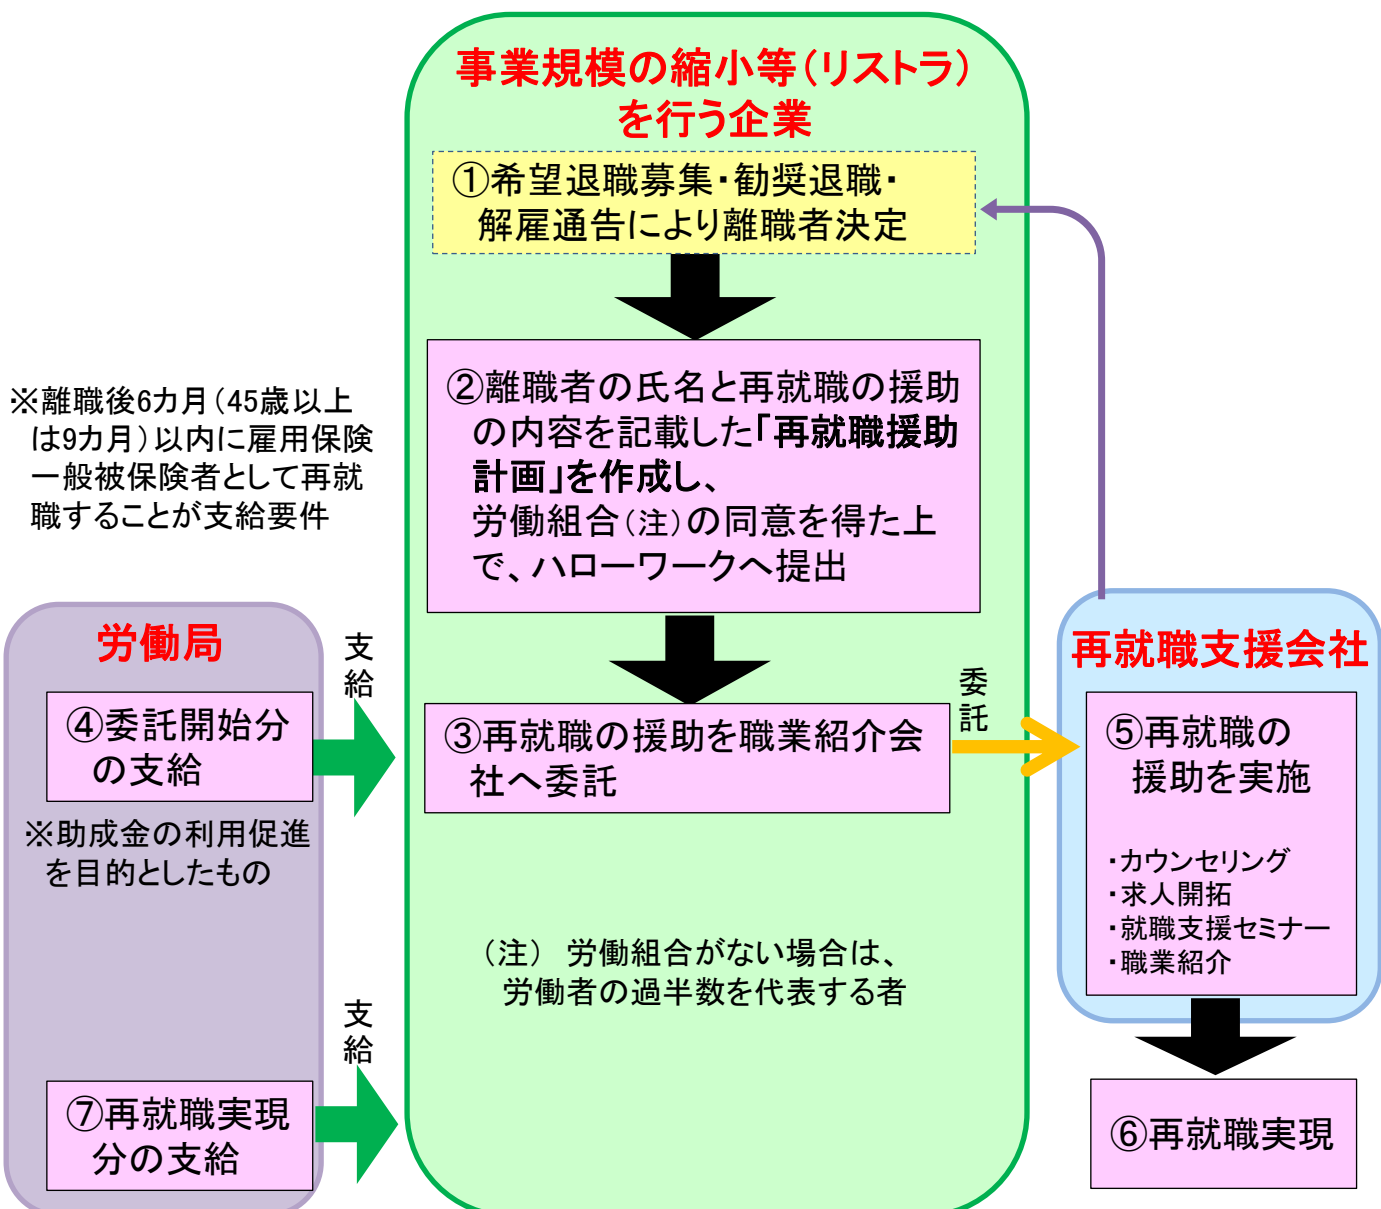 事業規模の縮小等（リストラ）
を行う企業
①希望退職募集・勧奨退職・
解雇通告により離職者決定
②離職者の氏名と再就職の援助
の内容を記載した「再就職援助
計画」を作成し、
労働組合（注）の同意を得た上
で、ハローワークへ提出
※離職後6カ月（45歳以上
は9カ月）以内に雇用保険
一般被保険者として再就
職することが支給要件
労働局
支給
④委託開始分
の支給
※助成金の利用促進
を目的としたもの
③再就職の援助を職業紹介会
社へ委託
委託
再就職支援会社
⑤再就職の
援助を実施
・カウンセリング
・求人開拓
・就職支援セミナー
・職業紹介
（注）　労働組合がない場合は、
労働者の過半数を代表する者
支給
⑦再就職実現
分の支給
⑥再就職実現